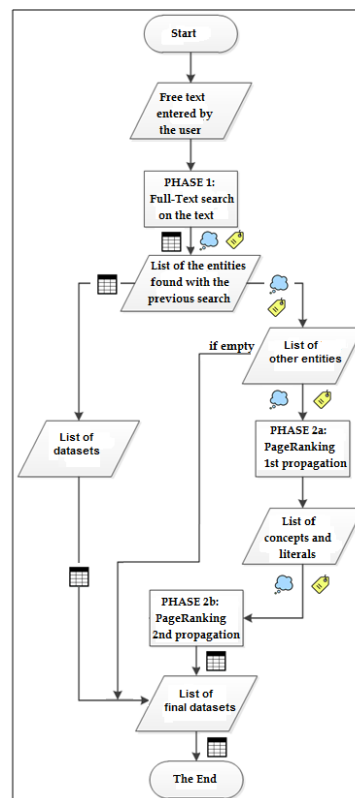 Start
Free text
entered by
the user
PHASE 1:
Full-Text search
on the text
List of the entities
found with the
previous search
if empty
List of
other entities
List of
datasets
PHASE 2a:
PageRanking
1st propagation
List of
concepts and
literals
PHASE 2b:
PageRanking
2nd propagation
List of
final datasets
The End